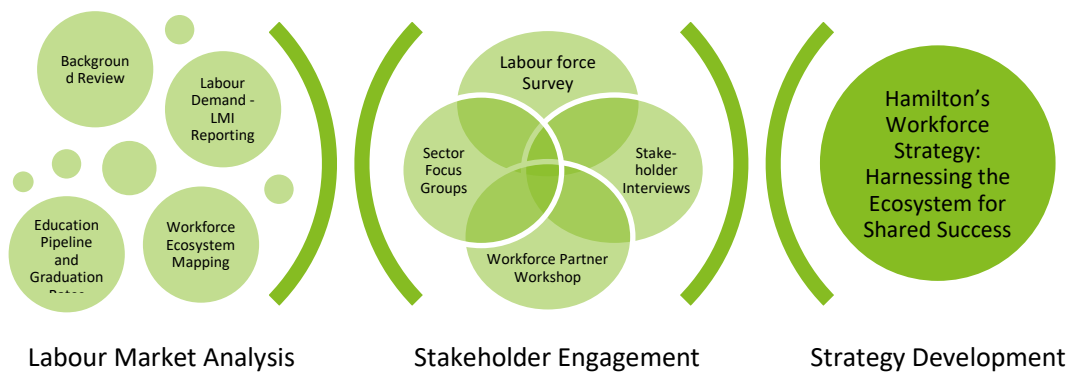 Backgroun
d Review
Labour
Demand -
LMI
Reporting
Education
Pipeline
and
Graduation
Workforce
Ecosystem
Mapping
Labour force
Survey
Sector
Focus
Groups
Stake-
holder
Interviews
Workforce Partner
Workshop
Hamilton’s
Workforce
Strategy:
Harnessing the
Ecosystem for
Shared Success
Labour Market Analysis
Stakeholder Engagement
Strategy Development